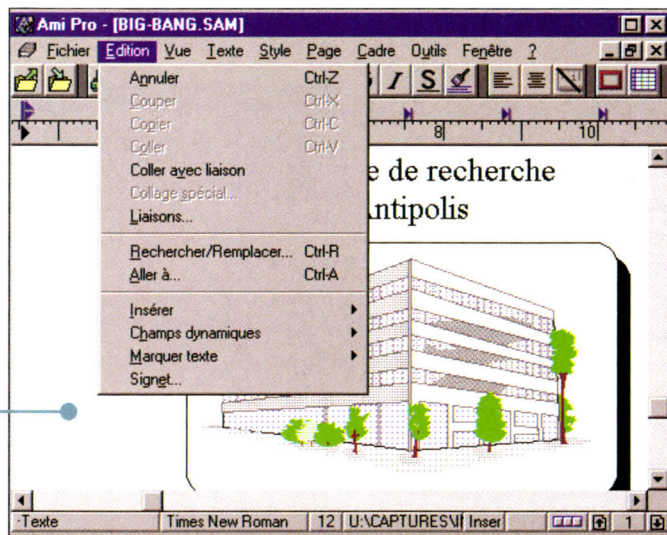 Ami Pro - [BIG-BANG.SAM]
Fichier Edition Vue Texte Style Page Cadre Outils Fenêtre ?
I S
Annuler Ctrl-Z
Couper Ctrl-X
Copier Ctrl-C
Coller Ctrl-V
Coller avec liaison
Collage spécial...
Liaisons...
Rechercher/Remplacer... Ctrl-R
Aller à... Ctrl-A
Insérer
Champs dynamiques
Marquer texte
Signet...
8 10
e de recherche
Antipolis
Texte Times New Roman 12 U:\CAPTURES\ Inser 1